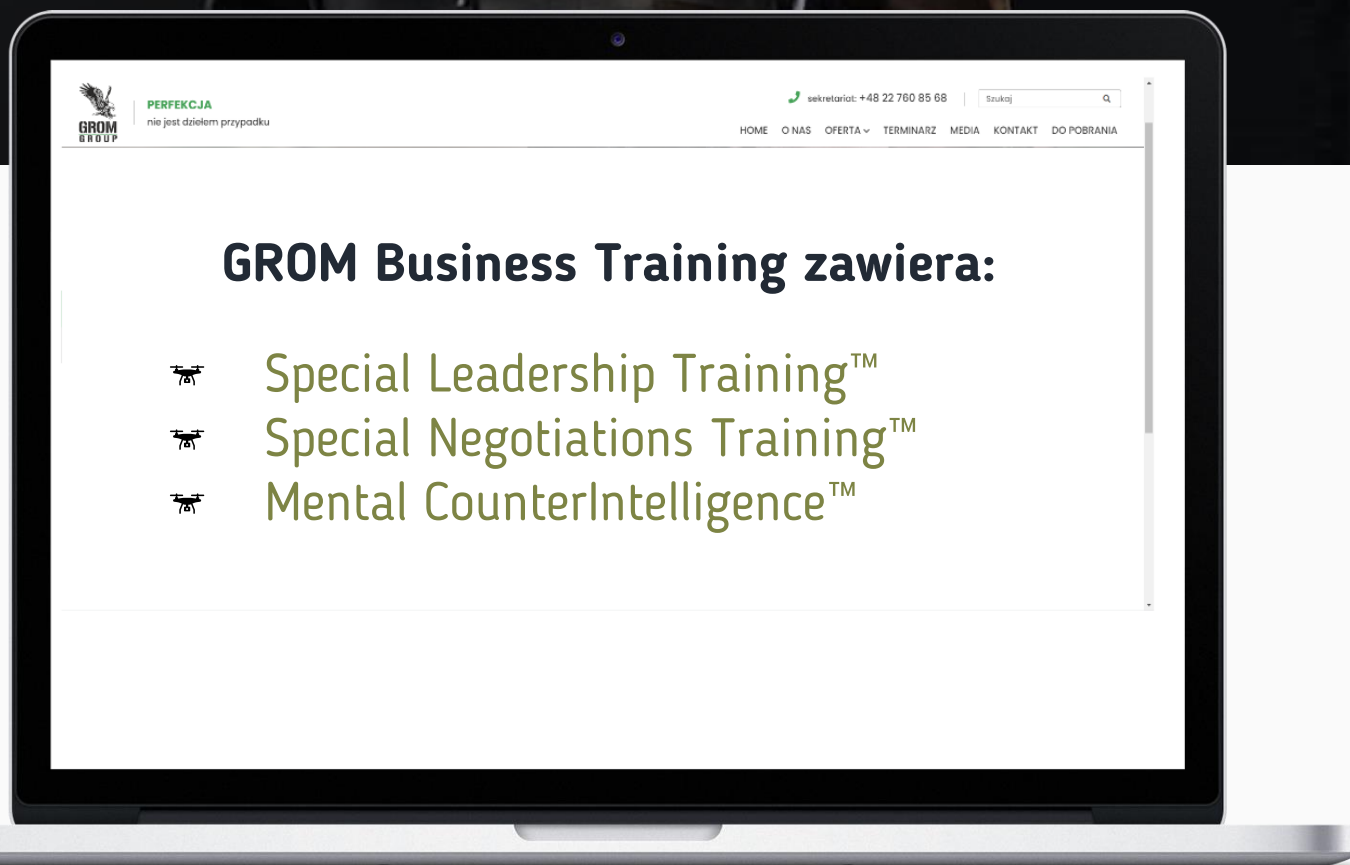 GROM
GROUP
PERFEKCJA
nie jest dziełem przypadku
sekretariat: +48 22 760 85 68
Szukaj
HOME O NAS OFERTA TERMINARZ MEDIA KONTAKT DO POBRANIA
GROM Business Training zawiera:
Special Leadership Training™
Special Negotiations Training™
Mental CounterIntelligence™